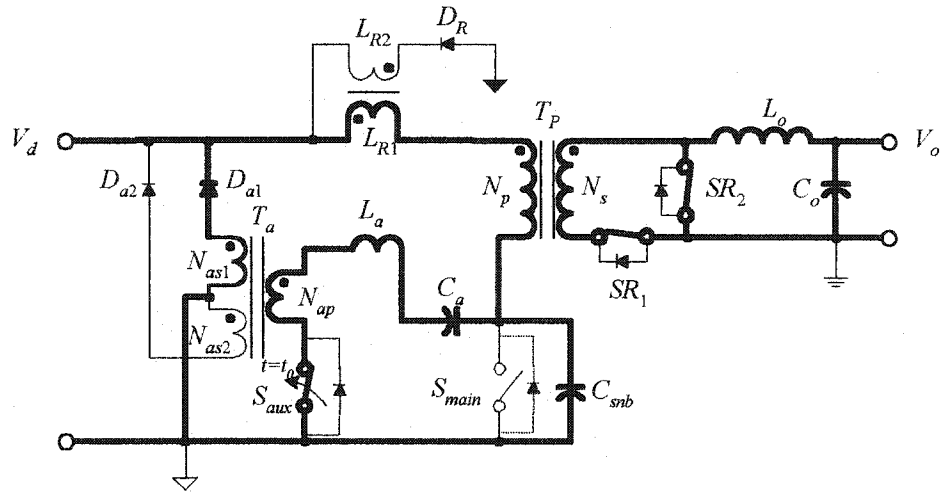 D_R
L_R2
T_P
L_o
V_d
L_R1
V_o
D_a2
D_a1
N_p
N_s
SR_2
C_o
T_a
L_a
N_as1
C_a
SR_1
N_ap
N_as2
t=t_0
S_aux
S_main
C_snb